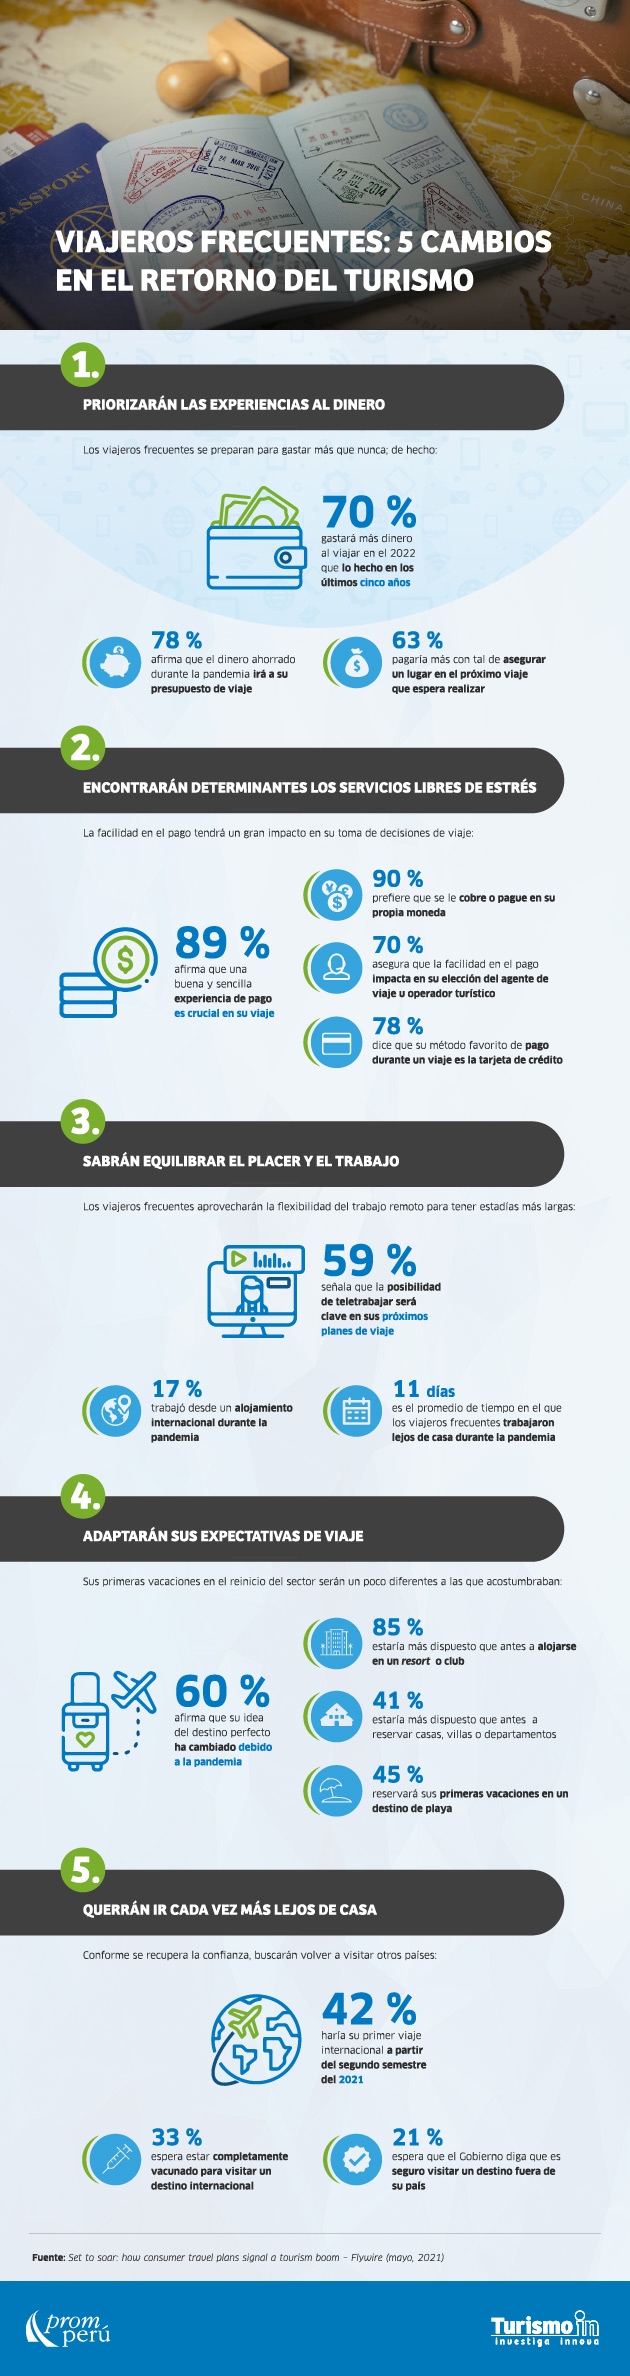 PASSPORT
24 MAR 2016
22 JUL 2014
ARRIVAL
CHINA
VIAJEROS FRECUENTES: 5 CAMBIOS
EN EL RETORNO DEL TURISMO
1.
PRIORIZARÁN LAS EXPERIENCIAS AL DINERO
Los viajeros frecuentes se preparan para gastar más que nunca; de hecho:
70 %
gastará más dinero
al viajar en el 2022
que lo hecho en los
últimos cinco años
78 %
afirma que el dinero ahorrado
durante la pandemia irá a su
presupuesto de viaje
63 %
pagaría más con tal de asegurar
un lugar en el próximo viaje
que espera realizar
2.
ENCONTRARÁN DETERMINANTES LOS SERVICIOS LIBRES DE ESTRÉS
La facilidad en el pago tendrá un gran impacto en su toma de decisiones de viaje:
89 %
afirma que una
buena y sencilla
experiencia de pago
es crucial en su viaje
90 %
prefiere que se le cobre o pague en su
propia moneda
70 %
asegura que la facilidad en el pago
impacta en su elección del agente de
viaje u operador turístico
78 %
dice que su método favorito de pago
durante un viaje es la tarjeta de crédito
3.
SABRÁN EQUILIBRAR EL PLACER Y EL TRABAJO
Los viajeros frecuentes aprovecharán la flexibilidad del trabajo remoto para tener estadías más largas:
59 %
señala que la posibilidad
de teletrabajar será
clave en sus próximos
planes de viaje
17 %
trabajó desde un alojamiento
internacional durante la
pandemia
11 días
es el promedio de tiempo en el que
los viajeros frecuentes trabajaron
lejos de casa durante la pandemia
4.
ADAPTARÁN SUS EXPECTATIVAS DE VIAJE
Sus primeras vacaciones en el reinicio del sector serán un poco diferentes a las que acostumbraban:
60 %
afirma que su idea
del destino perfecto
ha cambiado debido
a la pandemia
85 %
estaría más dispuesto que antes a alojarse
en un resort o club
41 %
estaría más dispuesto que antes a
reservar casas, villas o departamentos
45 %
reservará sus primeras vacaciones en un
destino de playa
5.
QUERRÁN IR CADA VEZ MÁS LEJOS DE CASA
Conforme se recupera la confianza, buscarán volver a visitar otros países:
42 %
haría su primer viaje
internacional a partir
del segundo semestre
del 2021
33 %
espera estar completamente
vacunado para visitar un
destino internacional
21 %
espera que el Gobierno diga que es
seguro visitar un destino fuera de
su país
Fuente: Set to soar: how consumer travel plans signal a tourism boom – Flywire (mayo, 2021)
prom
perú
Turismo in
investiga innova